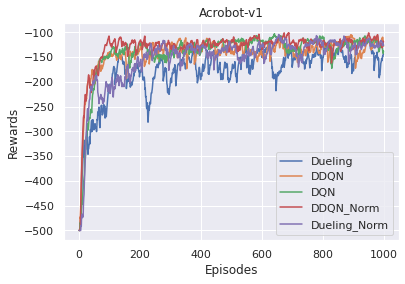 Acrobot-v1
Rewards
−100
−150
−200
−250
−300
−350
−400
−450
−500
0
200
400
600
800
1000
Episodes
Dueling
DDQN
DQN
DDQN_Norm
Dueling_Norm